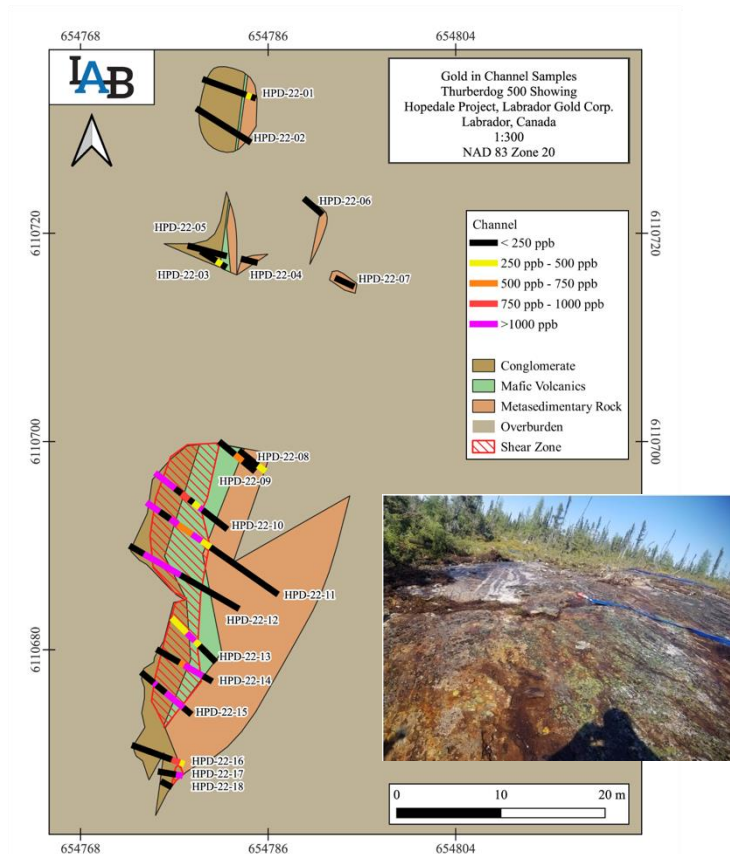 654768
654786
654804
LAB
Gold in Channel Samples
Thurberdog 500 Showing
Hopedale Project, Labrador Gold Corp.
Labrador, Canada
1:300
NAD 83 Zone 20
HPD-22-01
HPD-22-02
HPD-22-06
6110720
6110720
HPD-22-05
HPD-22-03
HPD-22-04
HPD-22-07
Channel
< 250 ppb
250 ppb - 500 ppb
500 ppb - 750 ppb
750 ppb - 1000 ppb
>1000 ppb
Conglomerate
Mafic Volcanics
Metasedimentary Rock
Overburden
Shear Zone
6110700
6110700
HPD-22-08
HPD-22-09
HPD-22-10
HPD-22-11
HPD-22-12
6110680
HPD-22-13
HPD-22-14
HPD-22-15
HPD-22-16
HPD-22-17
HPD-22-18
0
10
20 m
654768
654786
654804